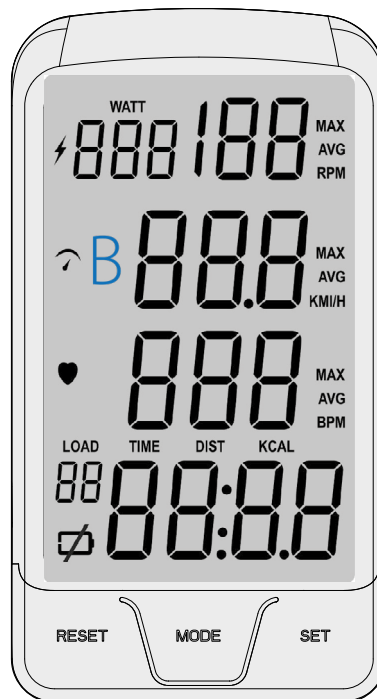 WATT
888 188 MAX
AVG
RPM
B 88.8 MAX
AVG
KMI/H
888 MAX
AVG
BPM
LOAD TIME DIST KCAL
88 88:8.8
RESET MODE SET